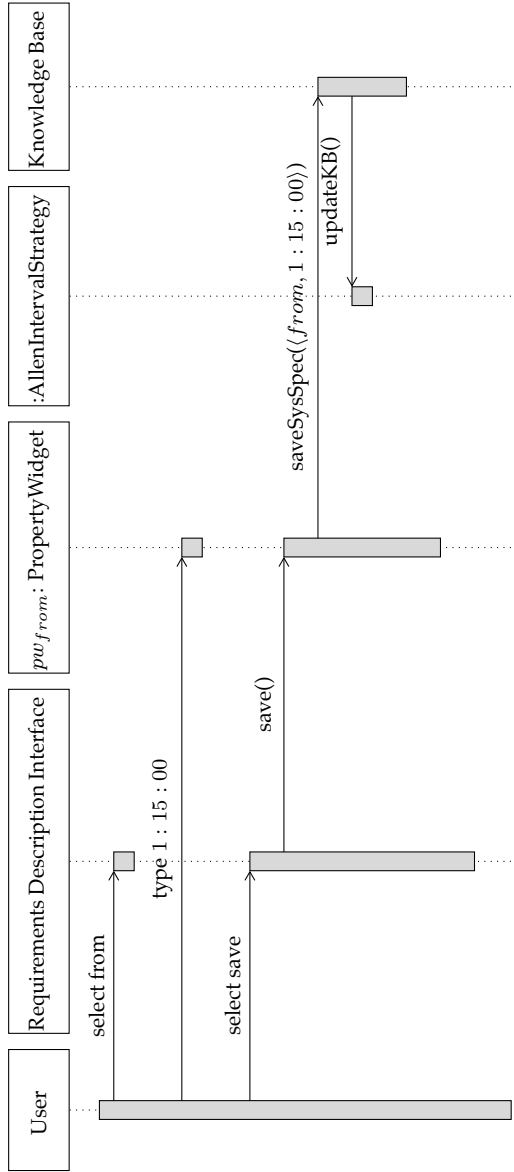 User
Requirements Description Interface
pw_from: PropertyWidget
:AllenIntervalStrategy
Knowledge Base
select from
type 1 : 15 : 00
select save
save()
saveSysSpec(⟨from, 1 : 15 : 00⟩)
updateKB()